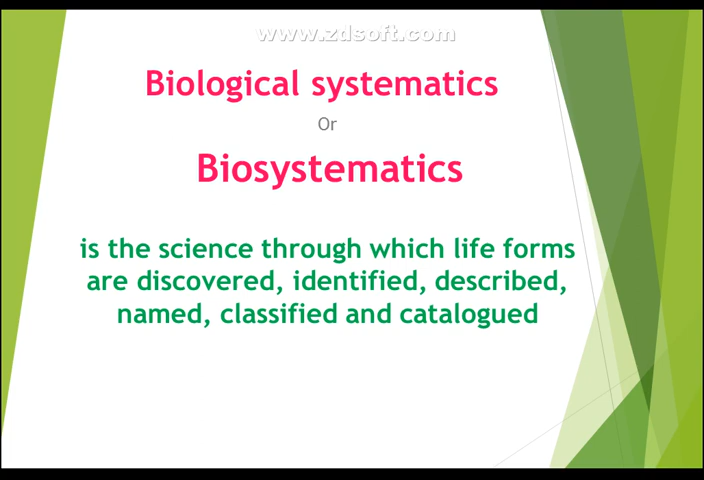 www.zdsoft.com
Biological systematics
Or
Biosystematics
is the science through which life forms
are discovered, identified, described,
named, classified and catalogued